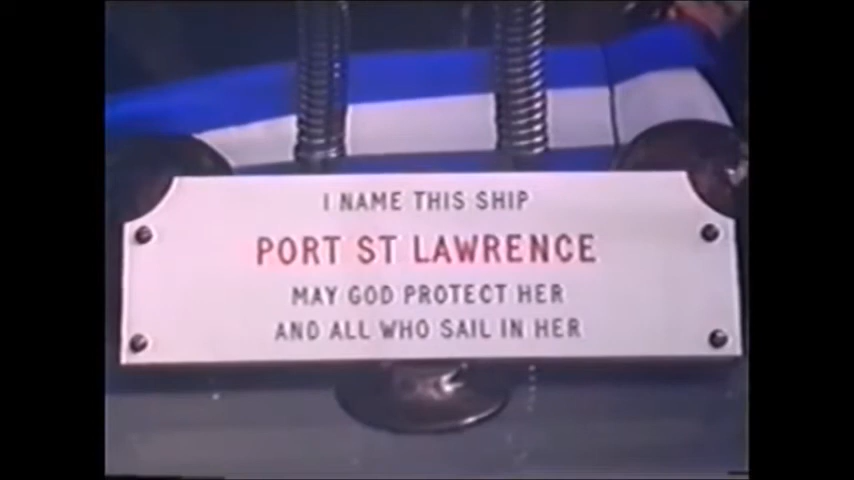 I NAME THIS SHIP
PORT ST LAWRENCE
MAY GOD PROTECT HER
AND ALL WHO SAIL IN HER